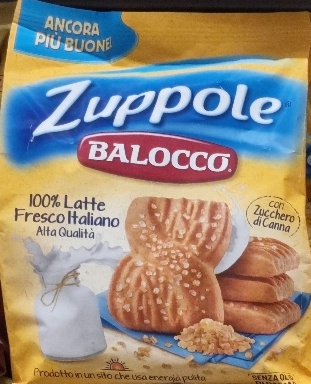 ANCORA
PIÙ BUONE!
Zuppole
BALOCCO
100% Latte
Fresco Italiano
Alta Qualità
con
Zucchero
di Canna
Prodotto in un sito che usa energia pulita
SENZA